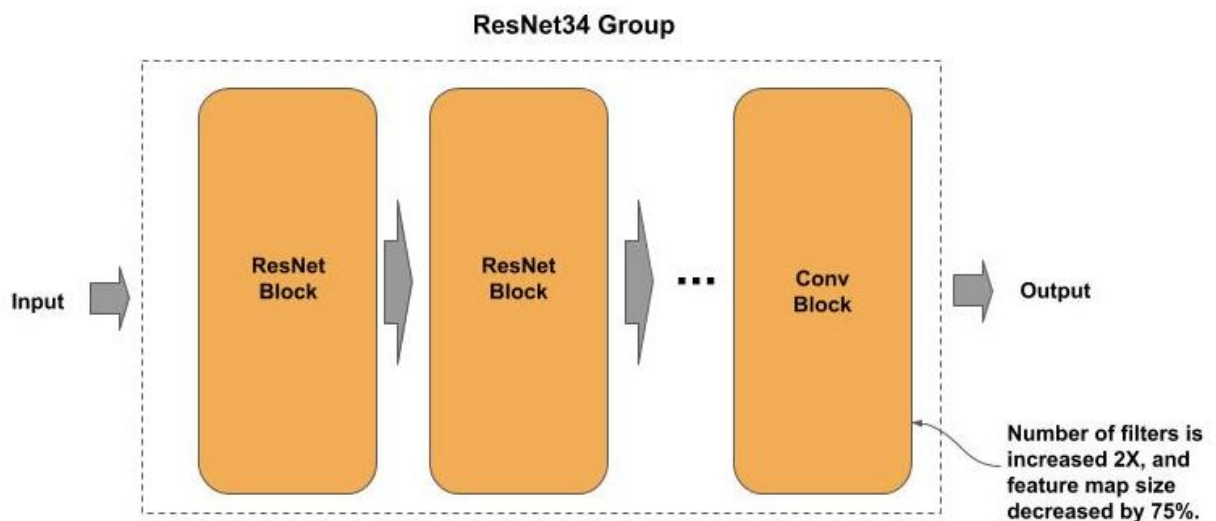 ResNet34 Group
Input
ResNet
Block
ResNet
Block
...
Conv
Block
Output
Number of filters is
increased 2X, and
feature map size
decreased by 75%.